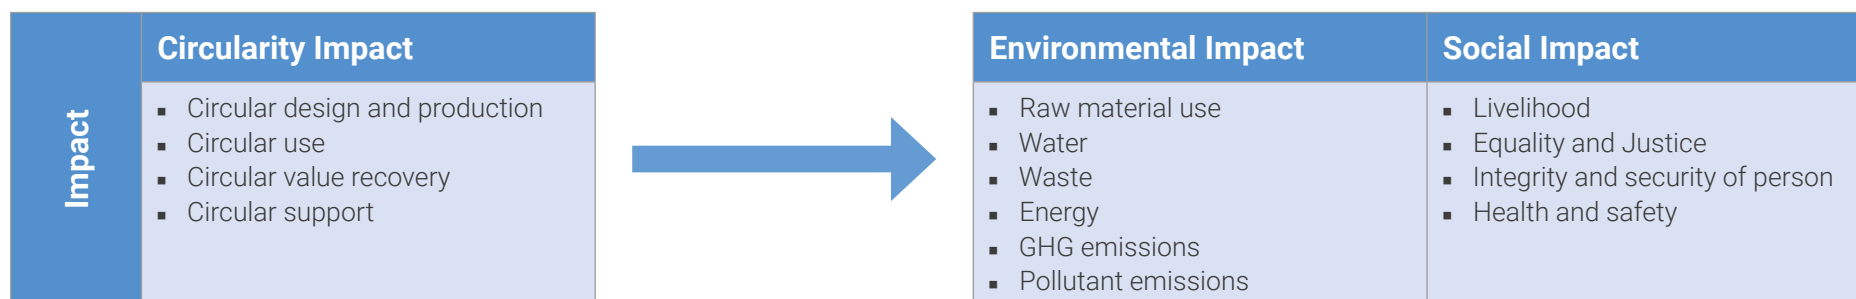 Impact
Circularity Impact
▪ Circular design and production
▪ Circular use
▪ Circular value recovery
▪ Circular support
Environmental Impact
▪ Raw material use
▪ Water
▪ Waste
▪ Energy
▪ GHG emissions
▪ Pollutant emissions
Social Impact
▪ Livelihood
▪ Equality and Justice
▪ Integrity and security of person
▪ Health and safety